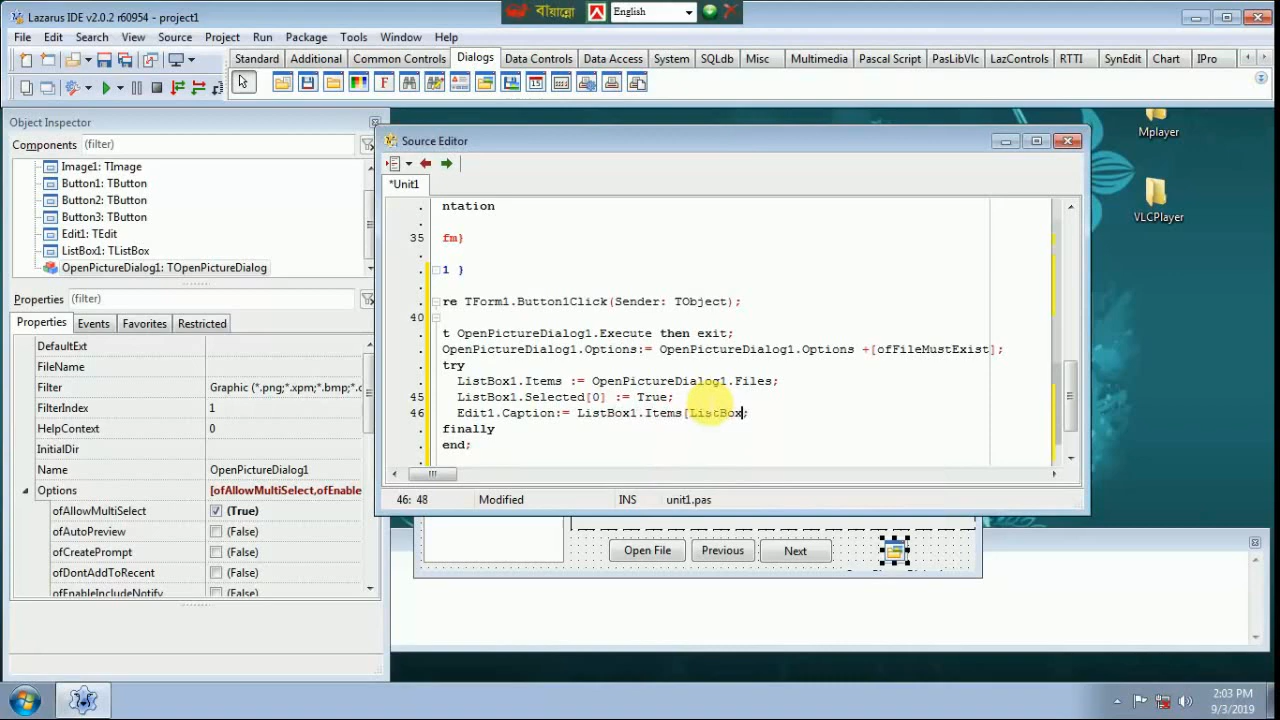 Lazarus IDE v2.0.2 r60954 - project1
বায়ান্নো
English
File Edit Search View Source Project Run Package Tools Window Help
Standard Additional Common Controls Dialogs Data Controls Data Access System SQLdb Misc Multimedia Pascal Script PasLibVlc LazControls RTTI SynEdit Chart IPro
Object Inspector
Components (filter)
Image1: TImage
Button1: TButton
Button2: TButton
Button3: TButton
Edit1: TEdit
ListBox1: TListBox
OpenPictureDialog1: TOpenPictureDialog
Properties (filter)
Properties Events Favorites Restricted
DefaultExt
FileName
Filter Graphic (*.png;*.xpm;*.bmp;*.c
FilterIndex 1
HelpContext 0
InitialDir
Name OpenPictureDialog1
Options [ofAllowMultiSelect,ofEnable
ofAllowMultiSelect (True)
ofAutoPreview (False)
ofCreatePrompt (False)
ofDontAddToRecent (False)
ofEnableIncludeNotify (False)
Source Editor
*Unit1
ntation
35 fm}
1 }
re TForm1.Button1Click(Sender: TObject);
40
t OpenPictureDialog1.Execute then exit;
OpenPictureDialog1.Options:= OpenPictureDialog1.Options +[ofFileMustExist];
try
ListBox1.Items := OpenPictureDialog1.Files;
45 ListBox1.Selected[0] := True;
46 Edit1.Caption:= ListBox1.Items[ListBox;
finally
end;
46: 48 Modified INS unit1.pas
Open File Previous Next
Mplayer
VLCPlayer
2:03 PM
9/3/2019